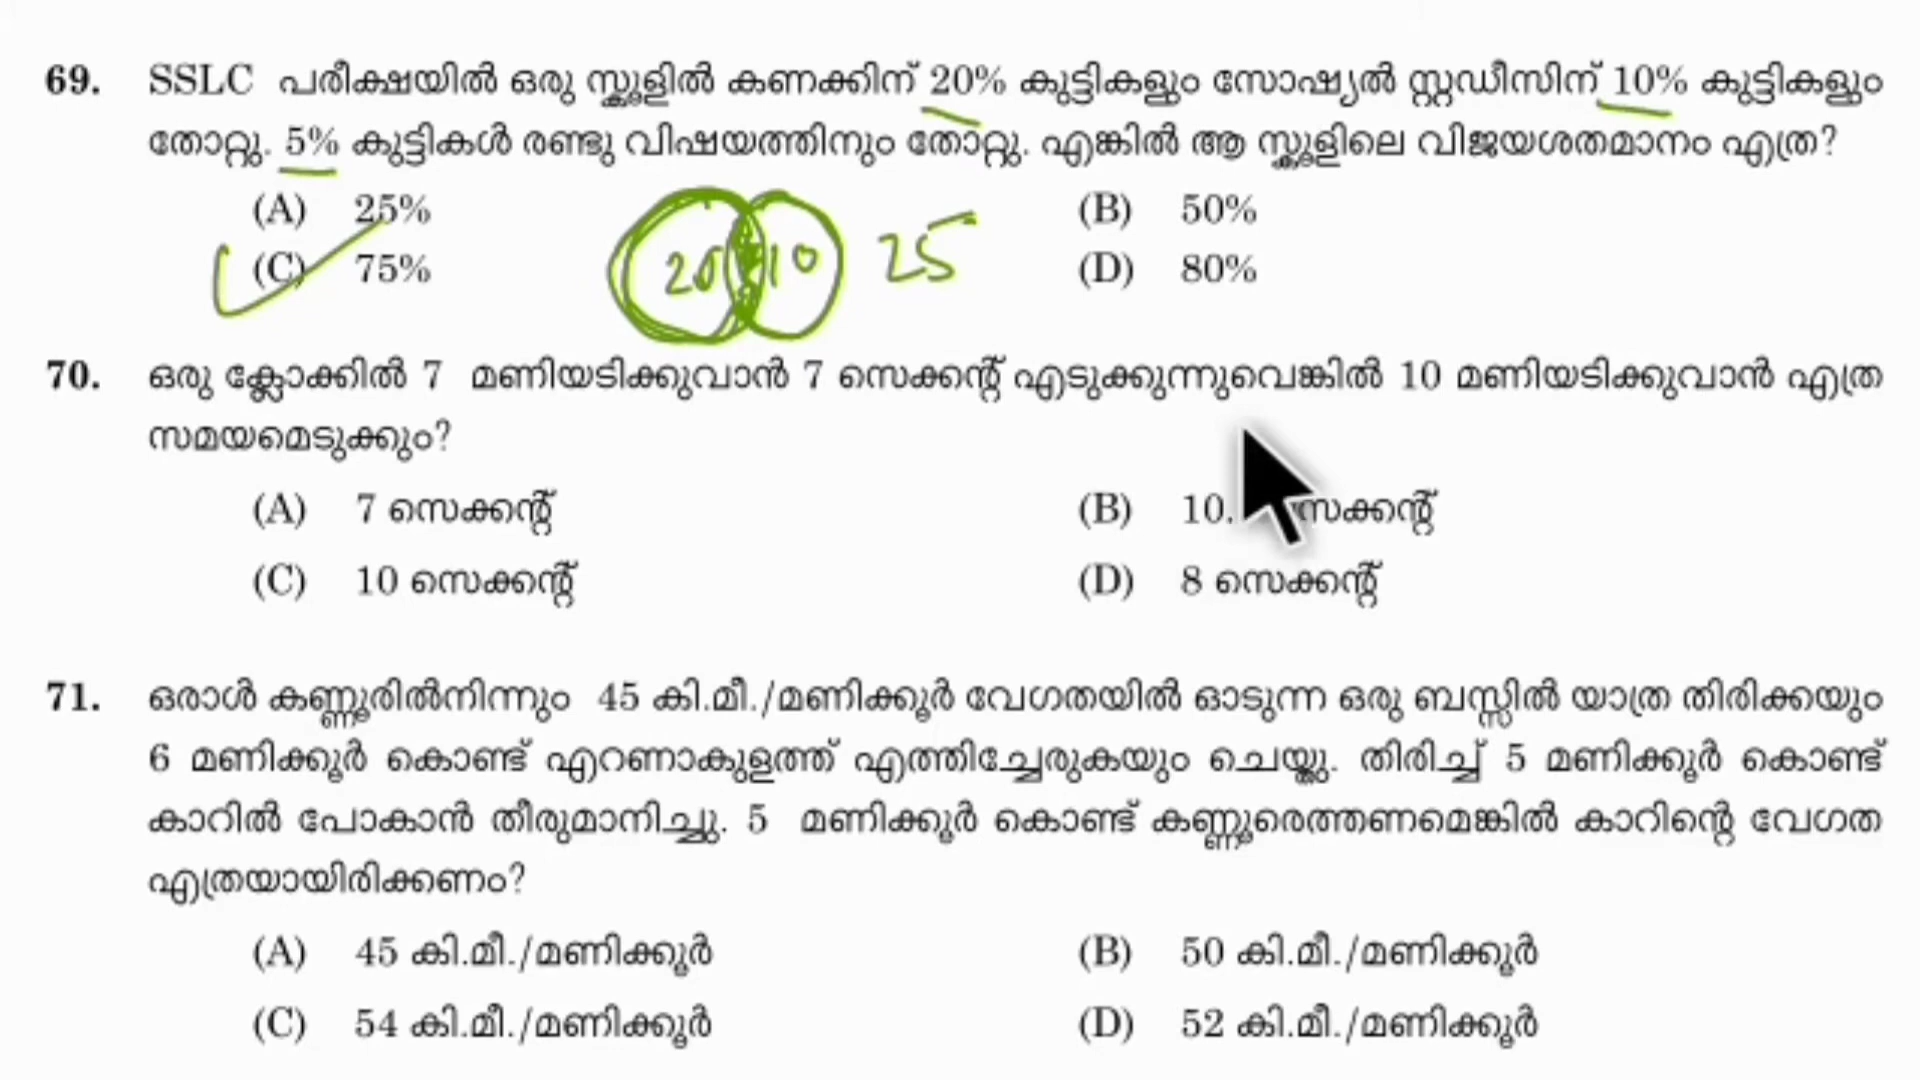 69. SSLC പരീക്ഷയിൽ ഒരു സ്കൂളിൽ കണക്കിന് 20% കുട്ടികളും സോഷ്യൽ സ്റ്റഡീസിന് 10% കുട്ടികളും
തോറ്റു. 5% കുട്ടികൾ രണ്ടു വിഷയത്തിനും തോറ്റു. എങ്കിൽ ആ സ്കൂളിലെ വിജയശതമാനം എത്ര?
(A) 25% (B) 50%
20 10 25
(C) 75% (D) 80%
70. ഒരു ക്ലോക്കിൽ 7 മണിയടിക്കുവാൻ 7 സെക്കന്റ് എടുക്കുന്നുവെങ്കിൽ 10 മണിയടിക്കുവാൻ എത്ര
സമയമെടുക്കും?
(A) 7 സെക്കന്റ് (B) 10.
(C) 10 സെക്കന്റ് (D) 8 സെക്കന്റ്
71. ഒരാൾ കണ്ണൂരിൽനിന്നും 45 കി.മീ./മണിക്കൂർ വേഗതയിൽ ഓടുന്ന ഒരു ബസ്സിൽ യാത്ര തിരിക്കയും
6 മണിക്കൂർ കൊണ്ട് എറണാകുളത്ത് എത്തിച്ചേരുകയും ചെയ്തു. തിരിച്ച് 5 മണിക്കൂർ കൊണ്ട്
കാറിൽ പോകാൻ തീരുമാനിച്ചു. 5 മണിക്കൂർ കൊണ്ട് കണ്ണൂരെത്തണമെങ്കിൽ കാറിന്റെ വേഗത
എത്രയായിരിക്കണം?
(A) 45 കി.മീ./മണിക്കൂർ (B) 50 കി.മീ./മണിക്കൂർ
(C) 54 കി.മീ./മണിക്കൂർ (D) 52 കി.മീ./മണിക്കൂർ